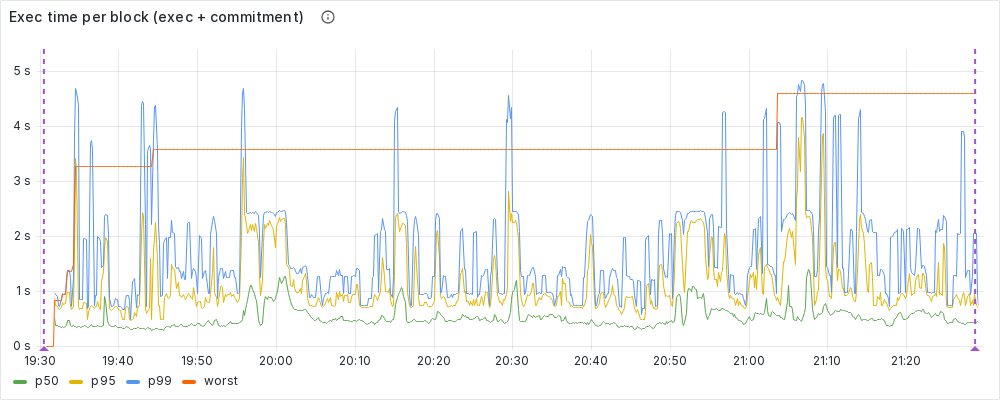 Exec time per block (exec + commitment)
5 s
4 s
3 s
2 s
1 s
0 s
19:30 19:40 19:50 20:00 20:10 20:20 20:30 20:40 20:50 21:00 21:10 21:20
p50 p95 p99 worst